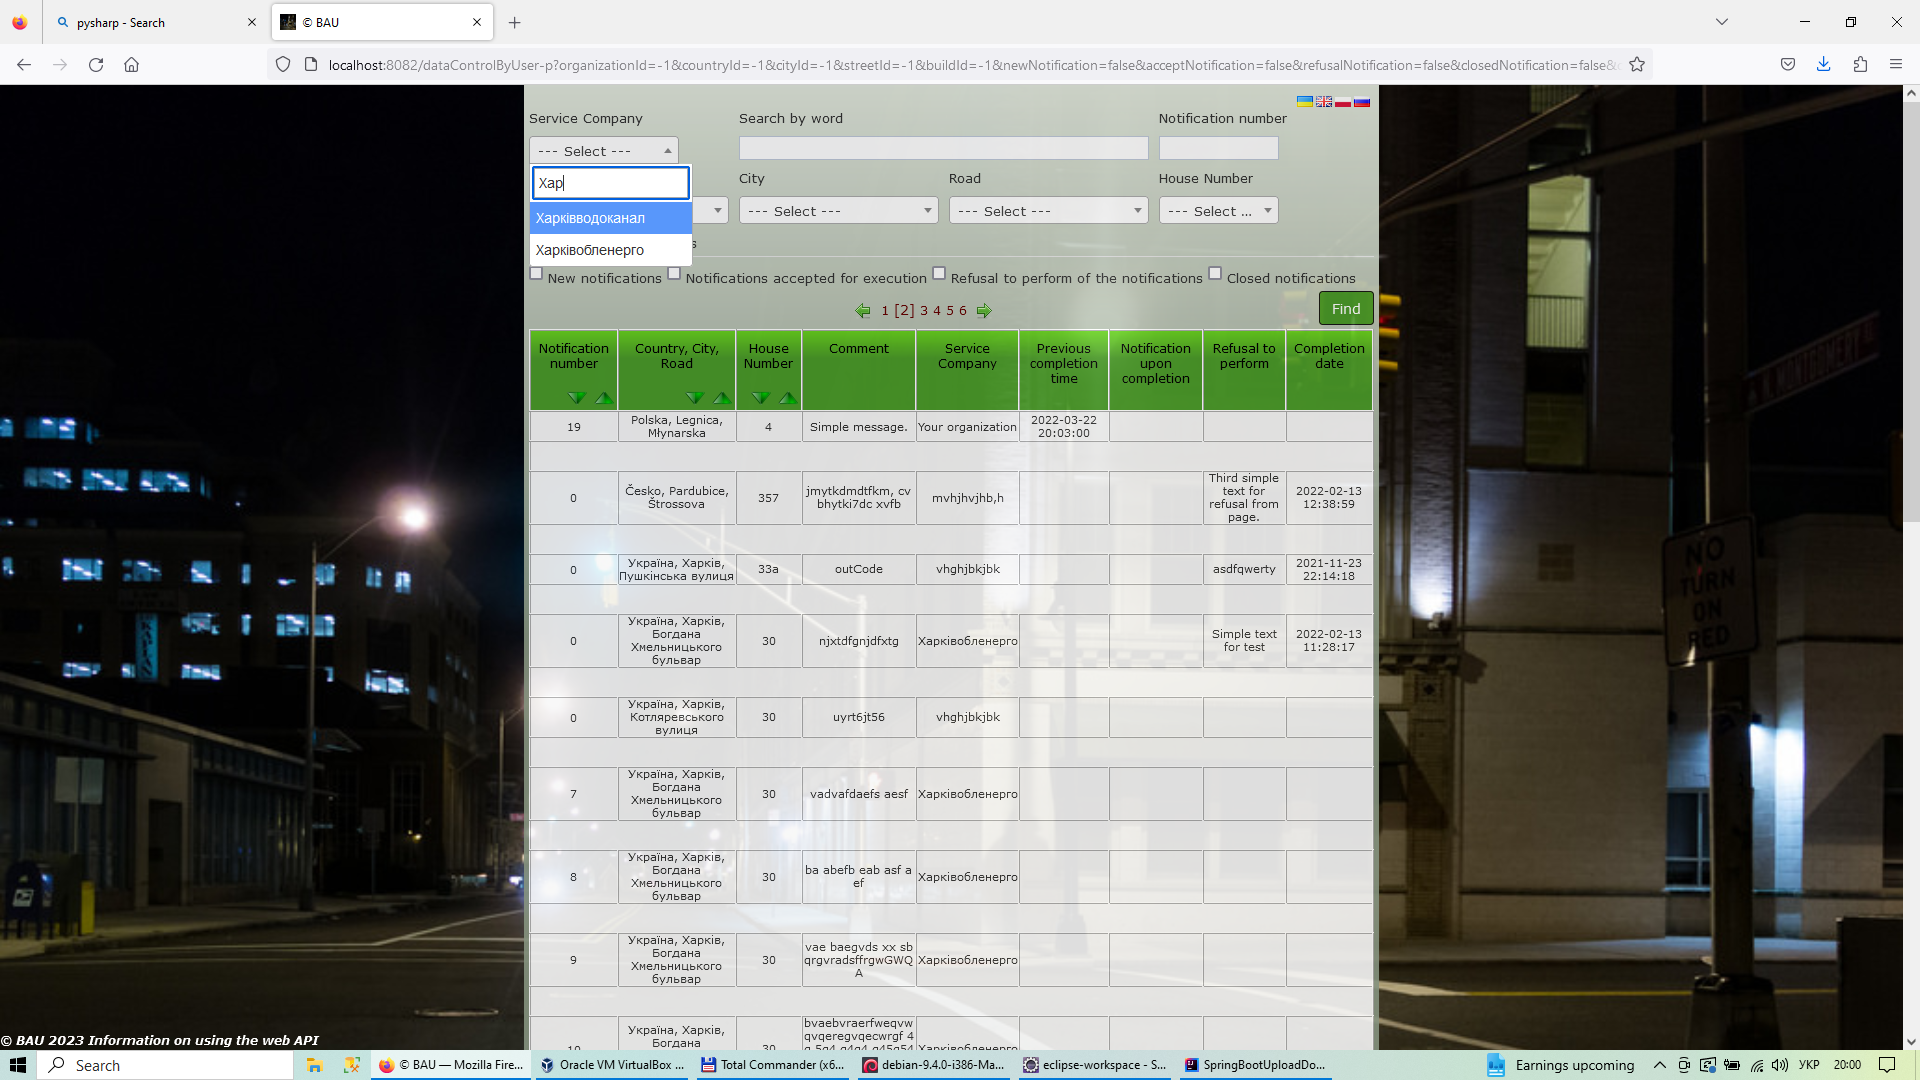 pysharp - Search
© BAU
localhost:8082/dataControlByUser-p?organizationId=-1&countryId=-1&cityId=-1&streetId=-1&buildId=-1&newNotification=false&acceptNotification=false&refusalNotification=false&closedNotification=false&
Service Company
Search by word
Notification number
--- Select ---
Хар
Харківводоканал
Харківобленерго
City
Road
House Number
--- Select ---
--- Select ---
--- Select ...
s
New notifications
Notifications accepted for execution
Refusal to perform of the notifications
Closed notifications
1 [2] 3 4 5 6
Find
Notification number
Country, City, Road
House Number
Comment
Service Company
Previous completion time
Notification upon completion
Refusal to perform
Completion date
19
Polska, Legnica, Młynarska
4
Simple message.
Your organization
2022-03-22 20:03:00
0
Česko, Pardubice, Štrossova
357
jmytkdmdtfkm, cv bhytki7dc xvfb
mvhjhvjhb,h
Third simple text for refusal from page.
2022-02-13 12:38:59
0
Україна, Харків, Пушкінська вулиця
33a
outCode
vhghjbkjbk
asdfqwerty
2021-11-23 22:14:18
0
Україна, Харків, Богдана Хмельницького бульвар
30
njxtdfgnjdfxtg
Харківобленерго
Simple text for test
2022-02-13 11:28:17
0
Україна, Харків, Котляревського вулиця
30
uyrt6jt56
vhghjbkjbk
7
Україна, Харків, Богдана Хмельницького бульвар
30
vadvafdaefs aesf
Харківобленерго
8
Україна, Харків, Богдана Хмельницького бульвар
30
ba abefb eab asf a ef
Харківобленерго
9
Україна, Харків, Богдана Хмельницького бульвар
30
vae baegvds xx sb qrgvradsffrgwGWQ A
Харківобленерго
10
Україна, Харків, Богдана
30
bvaebvraerfweqvw qvqeregvqecwrgf 4
Харківобленерго
NO TURN ON RED
© BAU 2023 Information on using the web API
Search
© BAU — Mozilla Fire...
Oracle VM VirtualBox ...
Total Commander (x6...
debian-9.4.0-i386-Ma...
eclipse-workspace - S...
SpringBootUploadDo...
Earnings upcoming
УКР
20:00